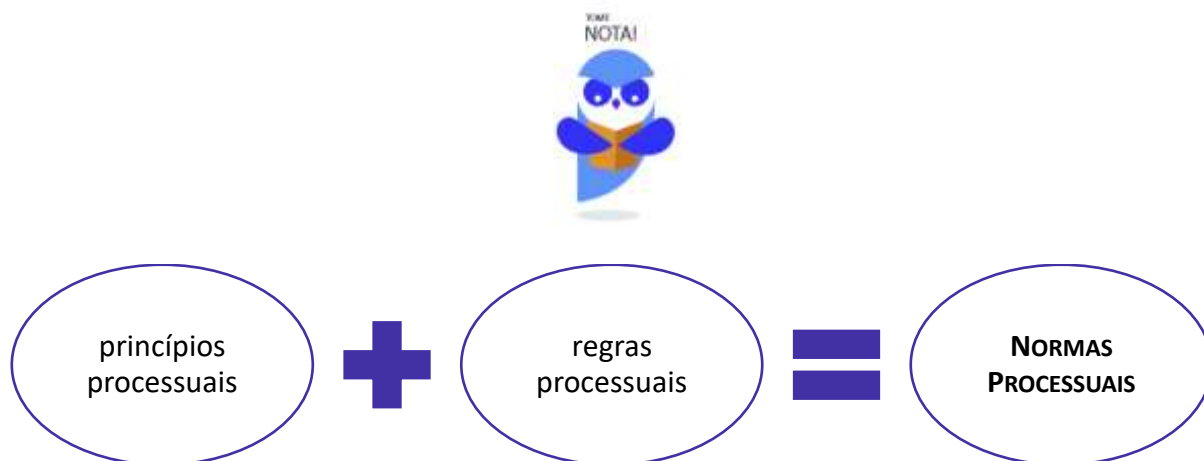 TOME
NOTA!
princípios
processuais
regras
processuais
NORMAS
PROCESSUAIS